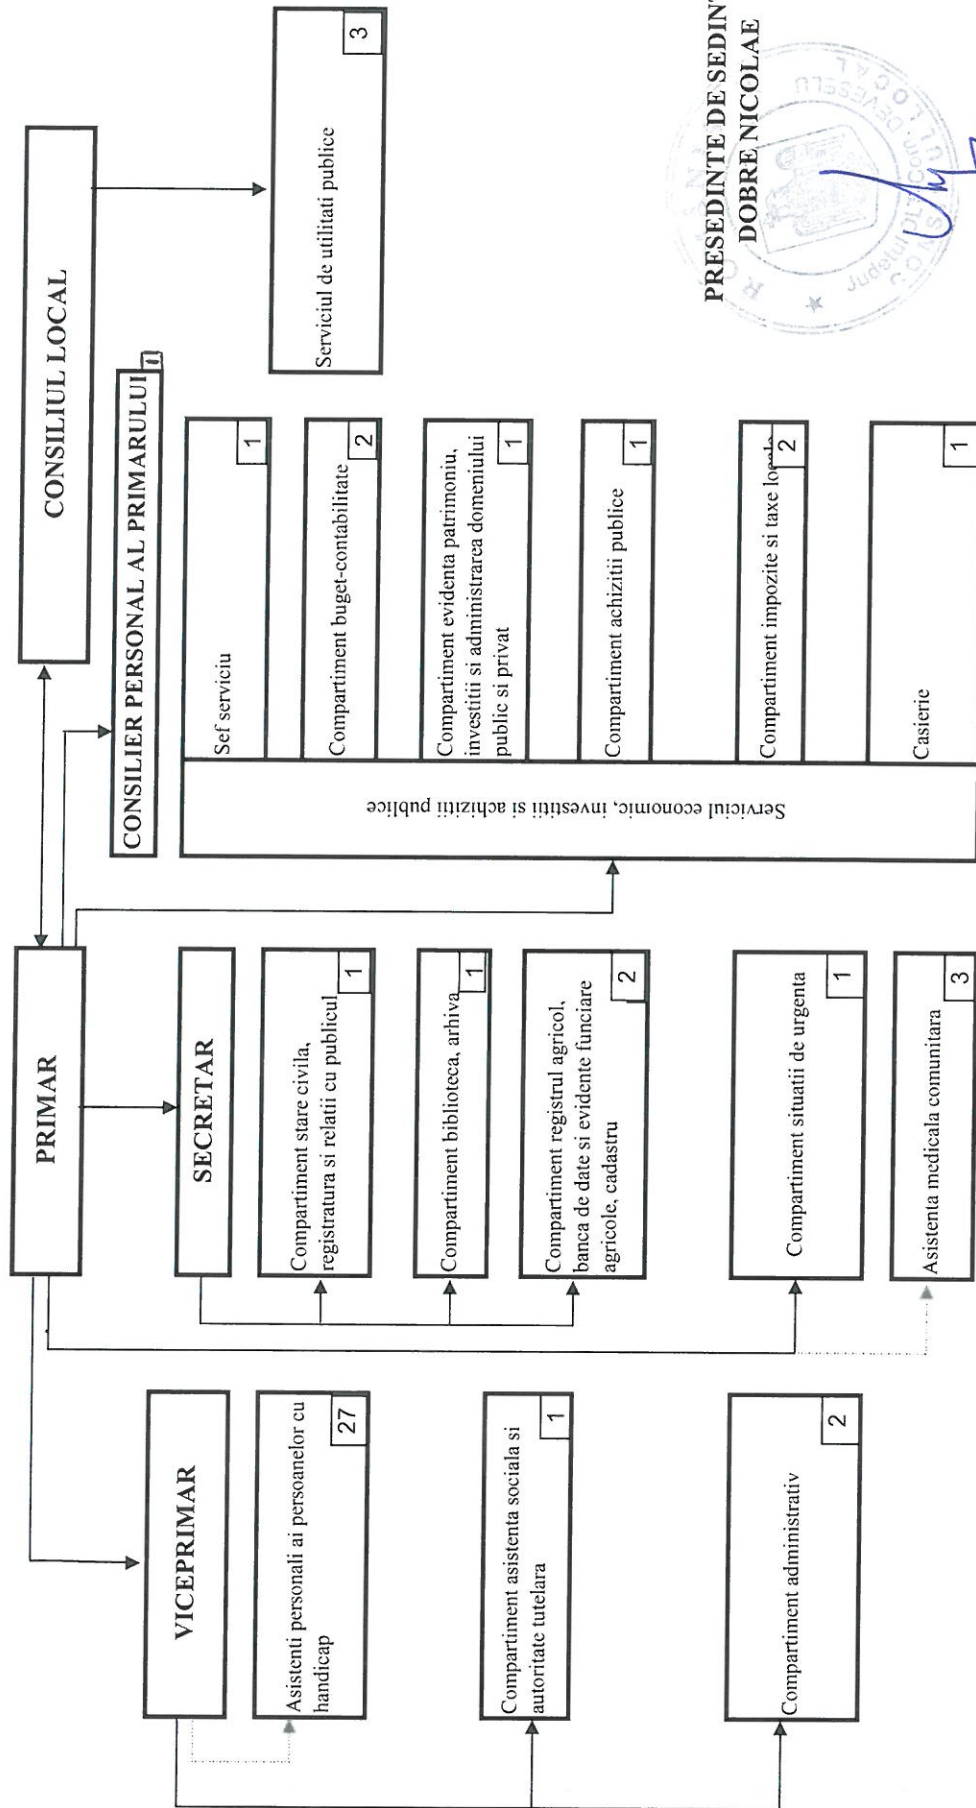 CONSILIUL LOCAL
PRIMAR
CONSILIER PERSONAL AL PRIMARULUI
VICEPRIMAR
SECRETAR
Serviciul de utilitati publice
3
Asistenti personali ai persoanelor cu
handicap
27
Compartiment asistenta sociala si
autoritate tutelara
1
Compartiment administrativ
2
Compartiment stare civila,
registratura si relatii cu publicul
1
Compartiment biblioteca, arhiva
1
Compartiment registrul agricol,
banca de date si evidente funciare
agricole, cadastru
2
Compartiment situatii de urgenta
1
Asistenta medicala comunitara
3
Serviciul economic, investitii si achizitii publice
Sef serviciu
1
Compartiment buget-contabilitate
2
Compartiment evidenta patrimoniu,
investitii si administrarea domeniului
public si privat
1
Compartiment achizitii publice
1
Compartiment impozite si taxe locale
2
Casierie
1
PRESEDINTE DE SEDIN
DOBRE NICOLAE
Judetul OLT Com. DEVESELU